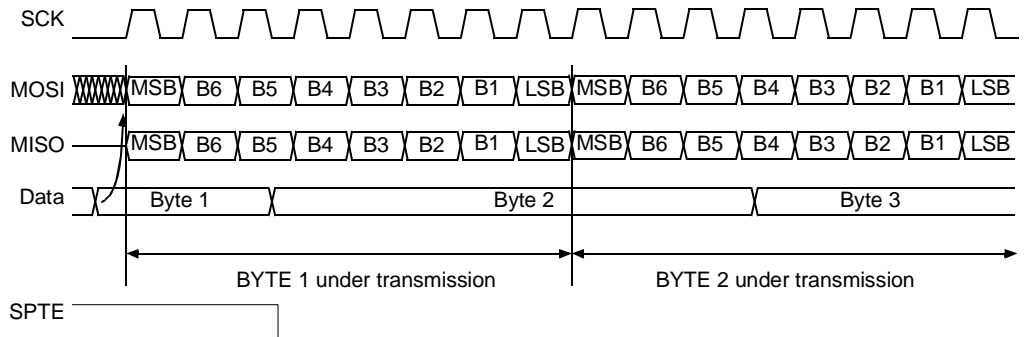 SCK
MOSI MSB B6 B5 B4 B3 B2 B1 LSB MSB B6 B5 B4 B3 B2 B1 LSB
MISO MSB B6 B5 B4 B3 B2 B1 LSB MSB B6 B5 B4 B3 B2 B1 LSB
Data Byte 1 Byte 2 Byte 3
BYTE 1 under transmission BYTE 2 under transmission
SPTE